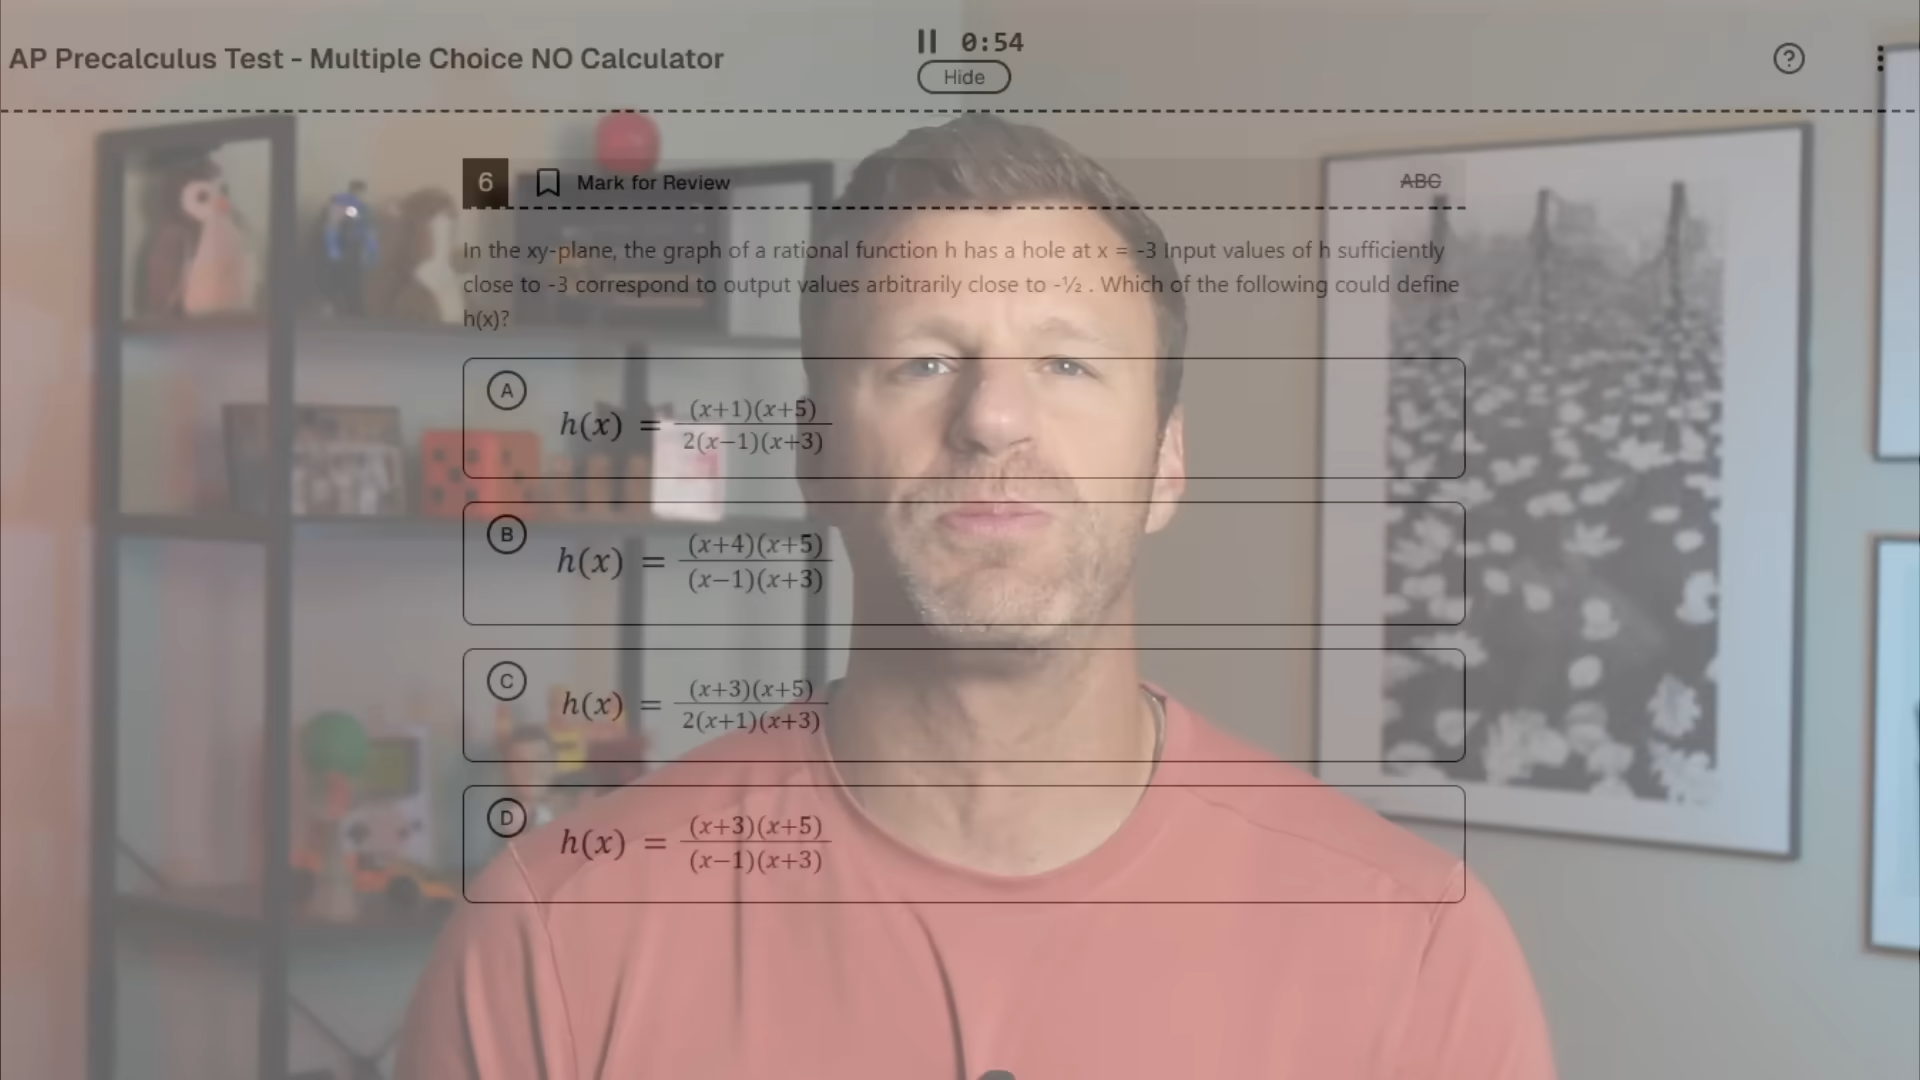 AP Precalculus Test - Multiple Choice NO Calculator
0:54
Hide
?
6 Mark for Review ABC
In the xy-plane, the graph of a rational function h has a hole at x = -3 Input values of h sufficiently
close to -3 correspond to output values arbitrarily close to -½ . Which of the following could define
h(x)?
A
h(x) = (x+1)(x+5) / 2(x−1)(x+3)
B
h(x) = (x+4)(x+5) / (x−1)(x+3)
C
h(x) = (x+3)(x+5) / 2(x+1)(x+3)
D
h(x) = (x+3)(x+5) / (x−1)(x+3)